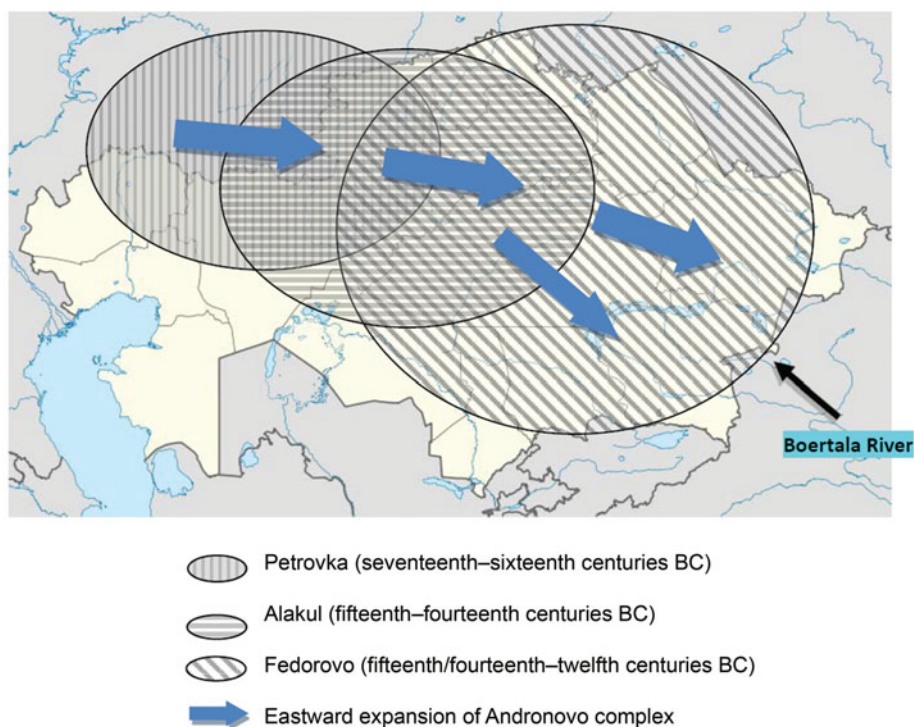 Boertala River
Petrovka (seventeenth–sixteenth centuries BC)
Alakul (fifteenth–fourteenth centuries BC)
Fedorovo (fifteenth/fourteenth–twelfth centuries BC)
Eastward expansion of Andronovo complex